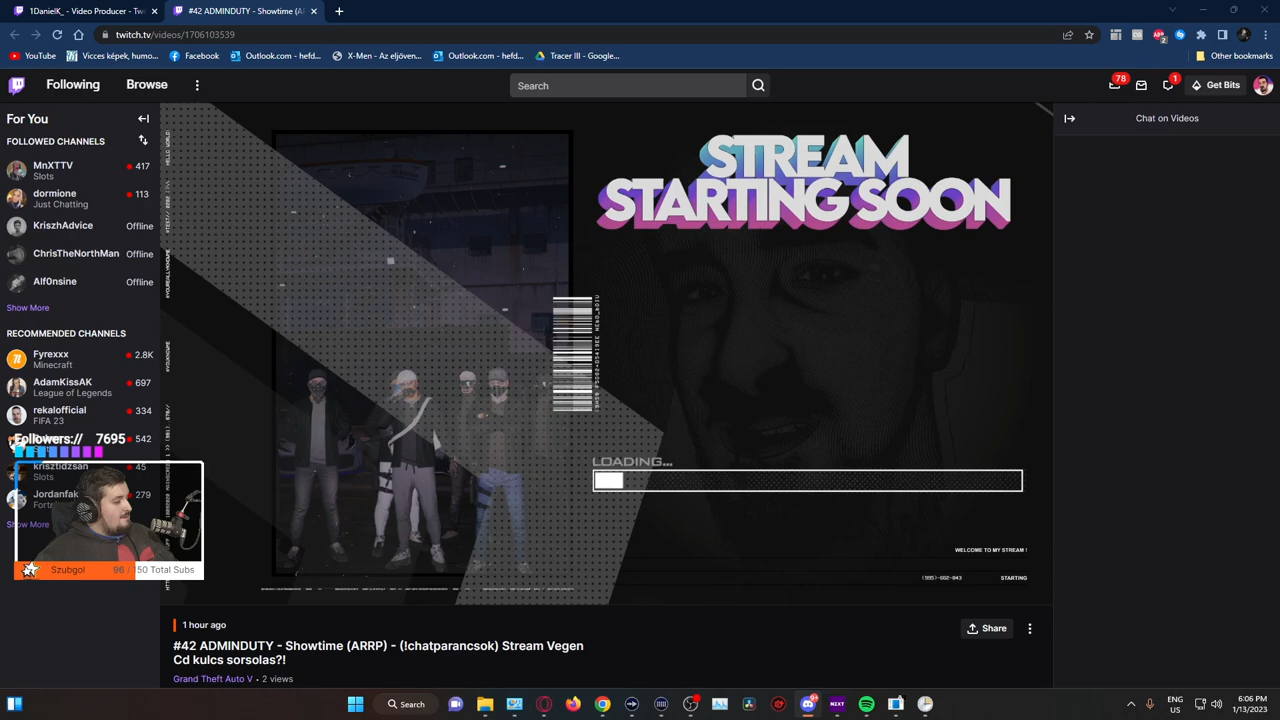 1DanielK_ - Video Producer - Tw
#42 ADMINDUTY - Showtime (AR
twitch.tv/videos/1706103539
YouTube
Vicces képek, humo...
Facebook
Outlook.com - hefd...
X-Men - Az eljöven...
Outlook.com - hefd...
Tracer III - Google...
Other bookmarks
Following
Browse
Search
78
1
Get Bits
For You
FOLLOWED CHANNELS
MnXTTV
417
Slots
dormione
113
Just Chatting
KriszhAdvice
Offline
ChrisTheNorthMan
Offline
Alf0nsine
Offline
Show More
RECOMMENDED CHANNELS
Fyrexxx
2.8K
Minecraft
AdamKissAK
697
League of Legends
rekalofficial
334
FIFA 23
Followers:// 7695
542
krisztidzsan
45
Slots
Jordanfak
279
Fortn
Show More
Szubgol
96 / 150 Total Subs
STREAM
STARTING SOON
LOADING...
WELCOME TO MY STREAM !
STARTING
Chat on Videos
1 hour ago
Share
#42 ADMINDUTY - Showtime (ARRP) - (!chatparancsok) Stream Vegen
Cd kulcs sorsolas?!
Grand Theft Auto V • 2 views
Search
NZXT
ENG
US
6:06 PM
1/13/2023